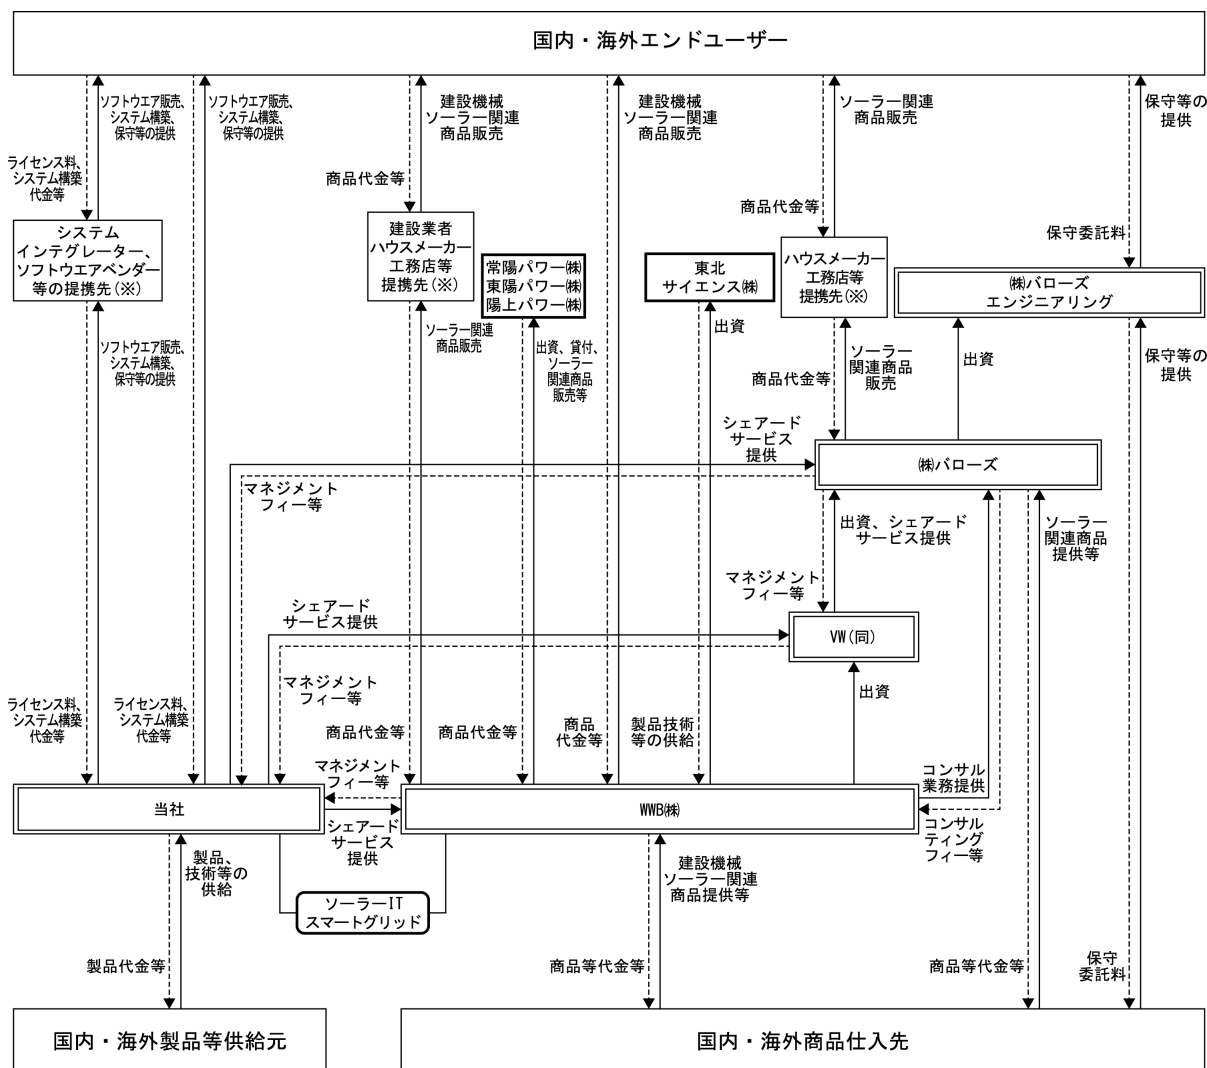 国内・海外エンドユーザー
ソフトウエア販売、
システム構築、
保守等の提供
ソフトウエア販売、
システム構築、
保守等の提供
建設機械
ソーラー関連
商品販売
建設機械
ソーラー関連
商品販売
ソーラー関連
商品販売
保守等の
提供
ライセンス料、
システム構築
代金等
商品代金等
商品代金等
保守委託料
システム
インテグレーター、
ソフトウエアベンダー
等の提携先(※)
建設業者
ハウスメーカー
工務店等
提携先(※)
常陽パワー㈱
東陽パワー㈱
陽上パワー㈱
東北
サイエンス㈱
ハウスメーカー
工務店等
提携先(※)
㈱バローズ
エンジニアリング
ソフトウエア販売、
システム構築、
保守等の提供
ソーラー関連
商品販売
出資、貸付、
ソーラー
関連商品
販売等
出資
商品代金等
ソーラー
関連商品
販売
出資
保守等の
提供
シェアード
サービス
提供
㈱バローズ
マネジメント
フィー等
出資、シェアード
サービス提供
ソーラー
関連商品
提供等
マネジメント
フィー等
シェアード
サービス提供
VW(同)
マネジメント
フィー等
出資
ライセンス料、
システム構築
代金等
ライセンス料、
システム構築
代金等
商品代金等
商品代金等
商品
代金等
製品技術
等の供給
マネジメント
フィー等
コンサル
業務提供
当社
WWB㈱
シェアード
サービス
提供
コンサル
ティング
フィー等
製品、
技術等の
供給
建設機械
ソーラー関連
商品提供等
ソーラーIT
スマートグリッド
製品代金等
商品等代金等
商品等代金等
保守
委託料
国内・海外製品等供給元
国内・海外商品仕入先